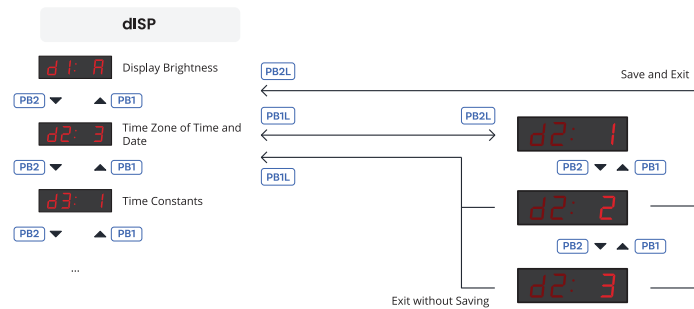 dISP
d1: A
Display Brightness
PB2L
Save and Exit
PB2
PB1
PB1L
PB2L
d2: 3
Time Zone of Time and
Date
d2: 1
PB2
PB1
PB1L
PB2
PB1
d3: 1
Time Constants
d2: 2
PB2
PB1
PB2
PB1
...
d2: 3
Exit without Saving